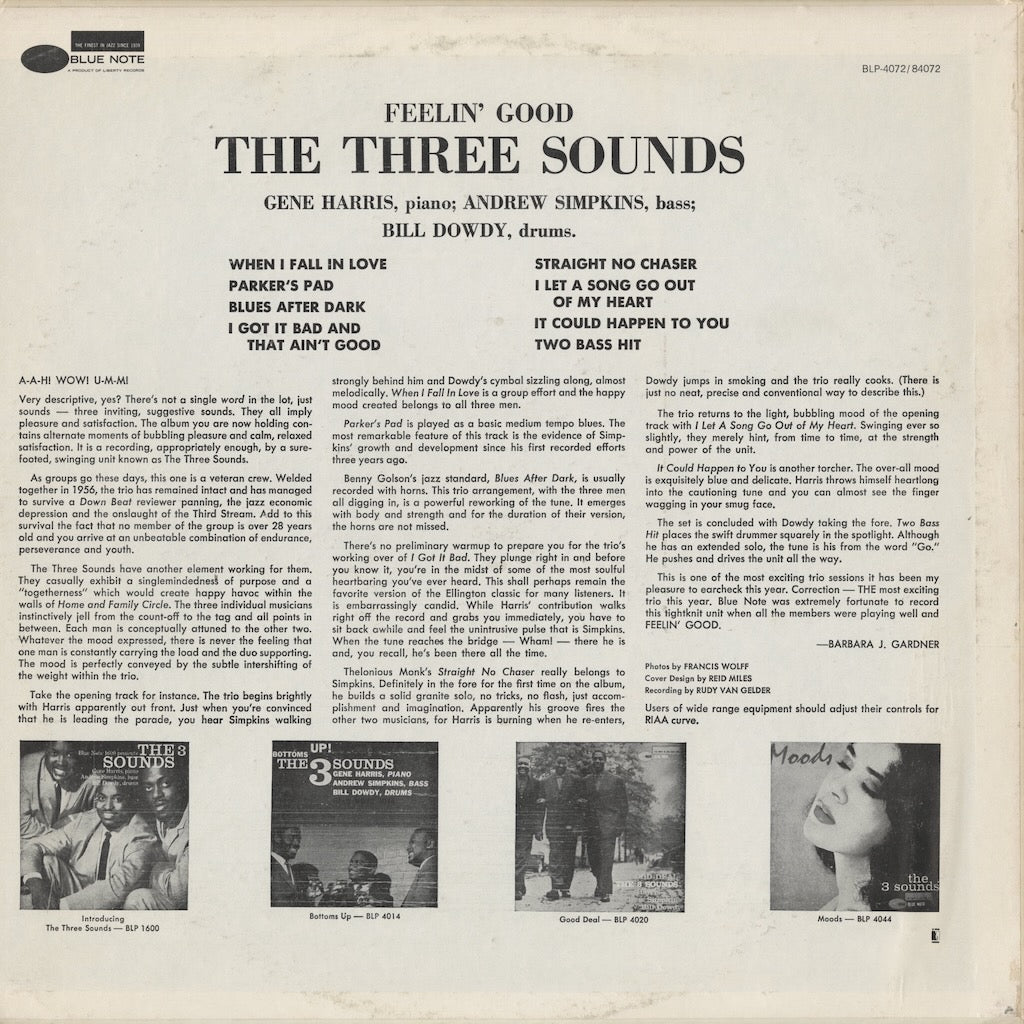 THE FINEST IN JAZZ SINCE 1939
BLUE NOTE
A PRODUCT OF LIBERTY RECORDS
BLP-4072/84072
FEELIN' GOOD
THE THREE SOUNDS
GENE HARRIS, piano; ANDREW SIMPKINS, bass;
BILL DOWDY, drums.
WHEN I FALL IN LOVE
PARKER'S PAD
BLUES AFTER DARK
I GOT IT BAD AND
THAT AIN'T GOOD
STRAIGHT NO CHASER
I LET A SONG GO OUT
OF MY HEART
IT COULD HAPPEN TO YOU
TWO BASS HIT
A-A-H! WOW! U-M-M!
Very descriptive, yes? There's not a single word in the lot, just
sounds — three inviting, suggestive sounds. They all imply
pleasure and satisfaction. The album you are now holding con-
tains alternate moments of bubbling pleasure and calm, relaxed
satisfaction. It is a recording, appropriately enough, by a sure-
footed, swinging unit known as The Three Sounds.
As groups go these days, this one is a veteran crew. Welded
together in 1956, the trio has remained intact and has managed
to survive a Down Beat reviewer panning, the jazz economic
depression and the onslaught of the Third Stream. Add to this
survival the fact that no member of the group is over 28 years
old and you arrive at an unbeatable combination of endurance,
perseverance and youth.
The Three Sounds have another element working for them.
They casually exhibit a singlemindedness of purpose and a
"togetherness" which would create happy havoc within the
walls of Home and Family Circle. The three individual musicians
instinctively jell from the count-off to the tag and all points in
between. Each man is conceptually attuned to the other two.
Whatever the mood expressed, there is never the feeling that
one man is constantly carrying the load and the duo supporting.
The mood is perfectly conveyed by the subtle intershifting of
the weight within the trio.
Take the opening track for instance. The trio begins brightly
with Harris apparently out front. Just when you're convinced
that he is leading the parade, you hear Simpkins walking
strongly behind him and Dowdy's cymbal sizzling along, almost
melodically. When I Fall In Love is a group effort and the happy
mood created belongs to all three men.
Parker's Pad is played as a basic medium tempo blues. The
most remarkable feature of this track is the evidence of Simp-
kins' growth and development since his first recorded efforts
three years ago.
Benny Golson's jazz standard, Blues After Dark, is usually
recorded with horns. This trio arrangement, with the three men
all digging in, is a powerful reworking of the tune. It emerges
with body and strength and for the duration of their version,
the horns are not missed.
There's no preliminary warmup to prepare you for the trio's
working over of I Got It Bad. They plunge right in and before
you know it, you're in the midst of some of the most soulful
heartbaring you've ever heard. This shall perhaps remain the
favorite version of the Ellington classic for many listeners. It
is embarrassingly candid. While Harris' contribution walks
right off the record and grabs you immediately, you have to
sit back awhile and feel the unintrusive pulse that is Simpkins.
When the tune reaches the bridge — Wham! — there he is
and, you recall, he's been there all the time.
Thelonious Monk's Straight No Chaser really belongs to
Simpkins. Definitely in the fore for the first time on the album,
he builds a solid granite solo, no tricks, no flash, just accom-
plishment and imagination. Apparently his groove fires the
other two musicians, for Harris is burning when he re-enters,
Dowdy jumps in smoking and the trio really cooks. (There is
just no neat, precise and conventional way to describe this.)
The trio returns to the light, bubbling mood of the opening
track with I Let A Song Go Out of My Heart. Swinging ever so
slightly, they merely hint, from time to time, at the strength
and power of the unit.
It Could Happen to You is another torcher. The over-all mood
is exquisitely blue and delicate. Harris throws himself heartlong
into the cautioning tune and you can almost see the finger
wagging in your smug face.
The set is concluded with Dowdy taking the fore. Two Bass
Hit places the swift drummer squarely in the spotlight. Although
he has an extended solo, the tune is his from the word "Go."
He pushes and drives the unit all the way.
This is one of the most exciting trio sessions it has been my
pleasure to earcheck this year. Correction — THE most exciting
trio this year. Blue Note was extremely fortunate to record
this tightknit unit when all the members were playing well and
FEELIN' GOOD.
—BARBARA J. GARDNER
Photos by FRANCIS WOLFF
Cover Design by REID MILES
Recording by RUDY VAN GELDER
Users of wide range equipment should adjust their controls for
RIAA curve.
Blue Note 1600 presents THE 3
SOUNDS
Gene Harris, piano
BOTTOMS UP!
THE 3 SOUNDS
GENE HARRIS, PIANO
ANDREW SIMPKINS, BASS
BILL DOWDY, DRUMS
GOOD DEAL
THE 3 SOUNDS
Moods
the
3 sounds
BLUE NOTE
Introducing
The Three Sounds — BLP 1600
Bottoms Up — BLP 4014
Good Deal — BLP 4020
Moods — BLP 4044